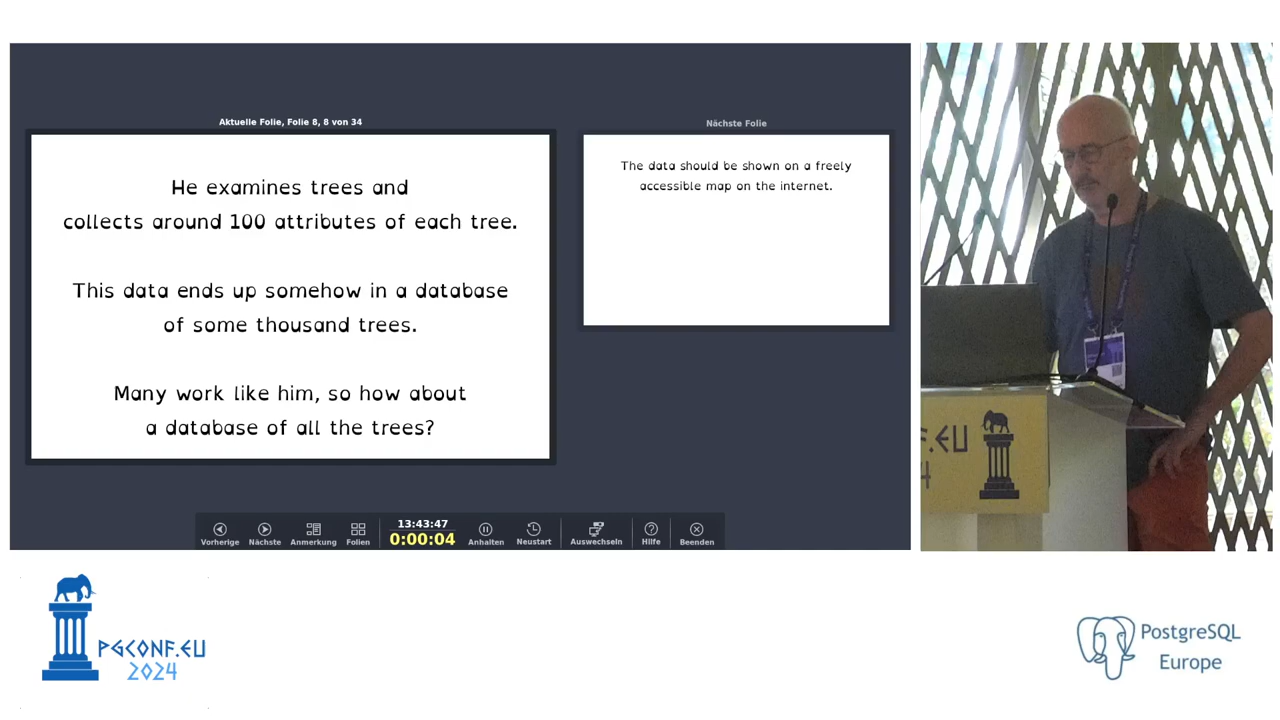 Aktuelle Folie, Folie 8, 8 von 34
He examines trees and
collects around 100 attributes of each tree.
This data ends up somehow in a database
of some thousand trees.
Many work like him, so how about
a database of all the trees?
Nächste Folie
The data should be shown on a freely
accessible map on the internet.
Vorherige
Nächste
Anmerkung
Folien
13:43:47
0:00:04
Anhalten
Neustart
Auswechseln
Hilfe
Beenden
F.EU
4
PGCONF.EU
2024
PostgreSQL
Europe